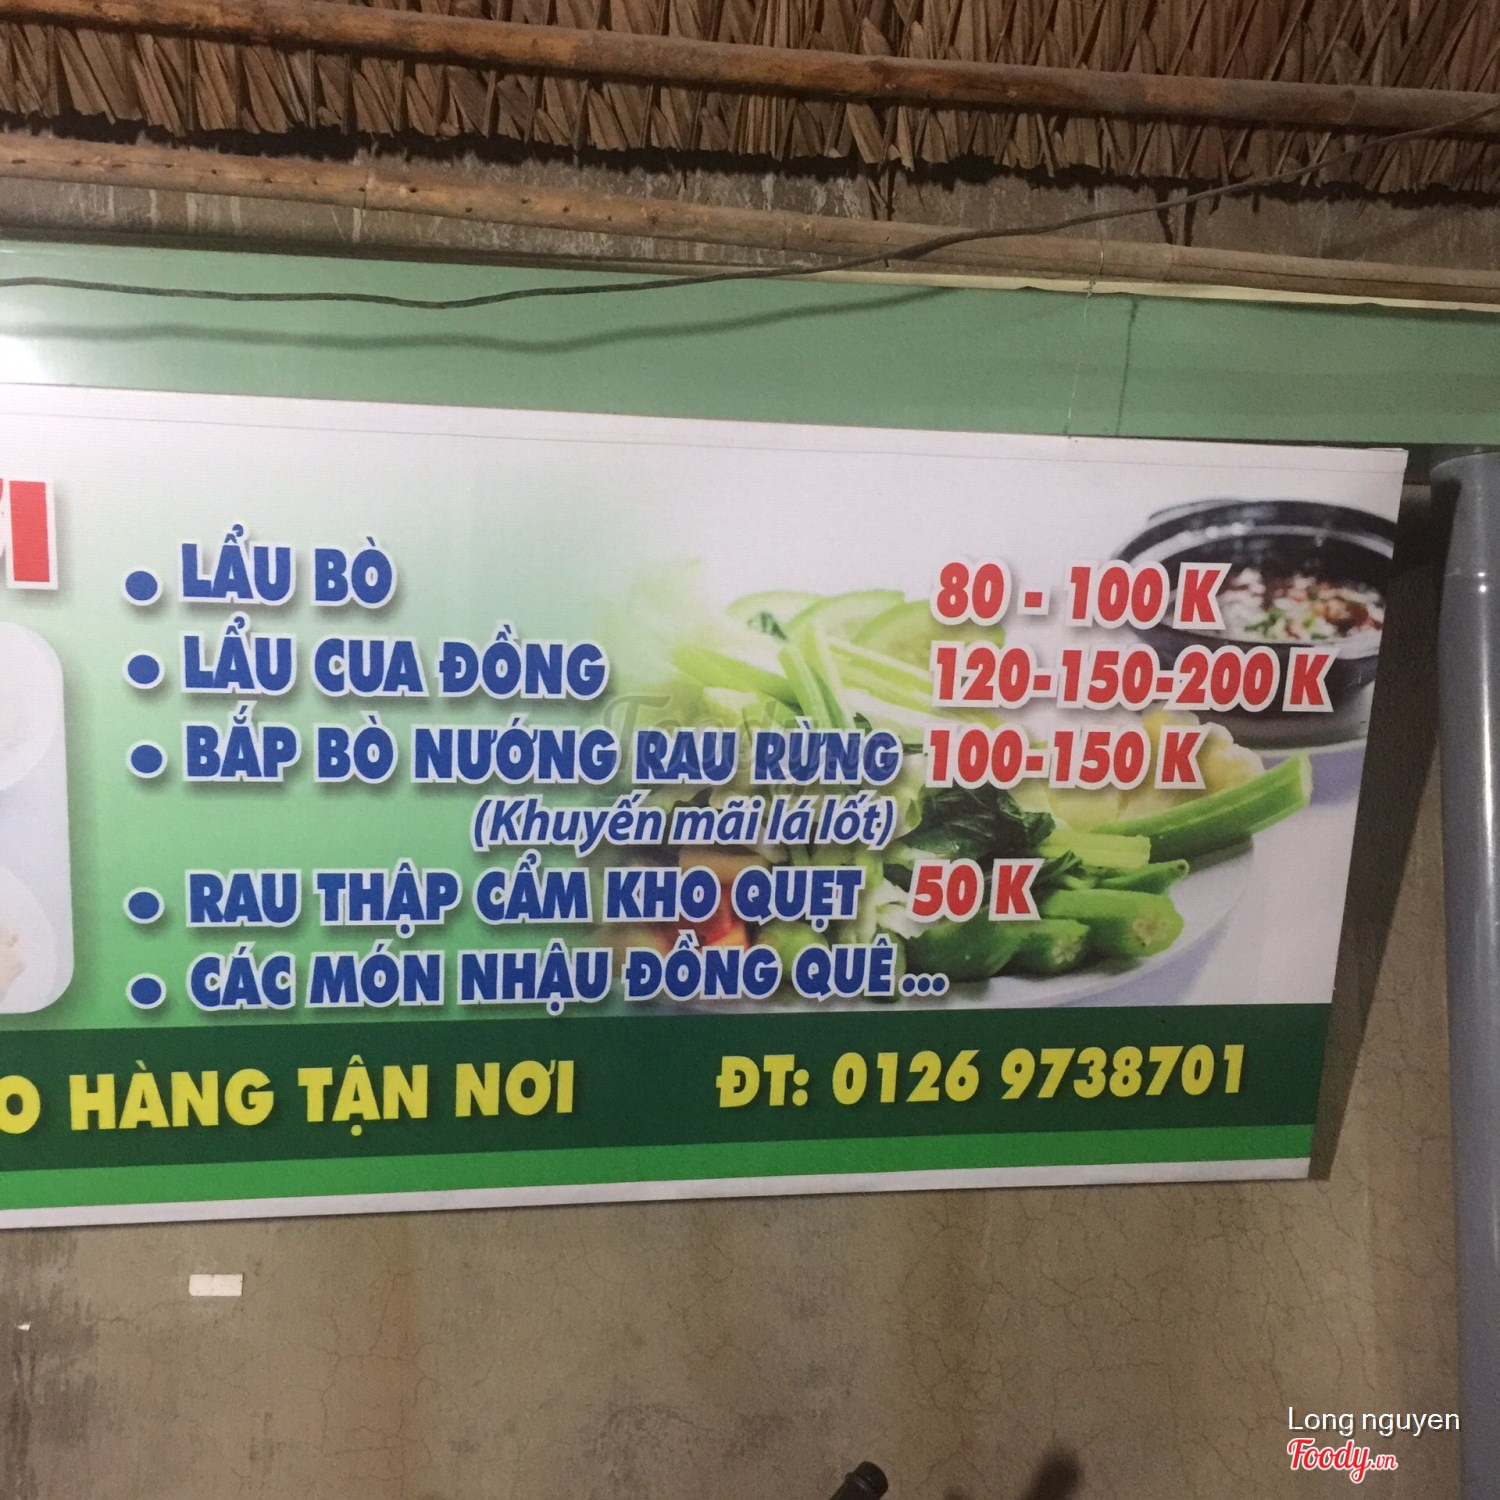 • LẨU BÒ 80 - 100 K
• LẨU CUA ĐỒNG 120-150-200 K
• BẮP BÒ NƯỚNG RAU RỪNG 100-150 K
(Khuyến mãi lá lốt)
• RAU THẬP CẨM KHO QUẸT 50 K
• CÁC MÓN NHẬU ĐỒNG QUÊ...
O HÀNG TẬN NƠI ĐT: 0126 9738701
Foody.vn
Long nguyen
Foody.vn